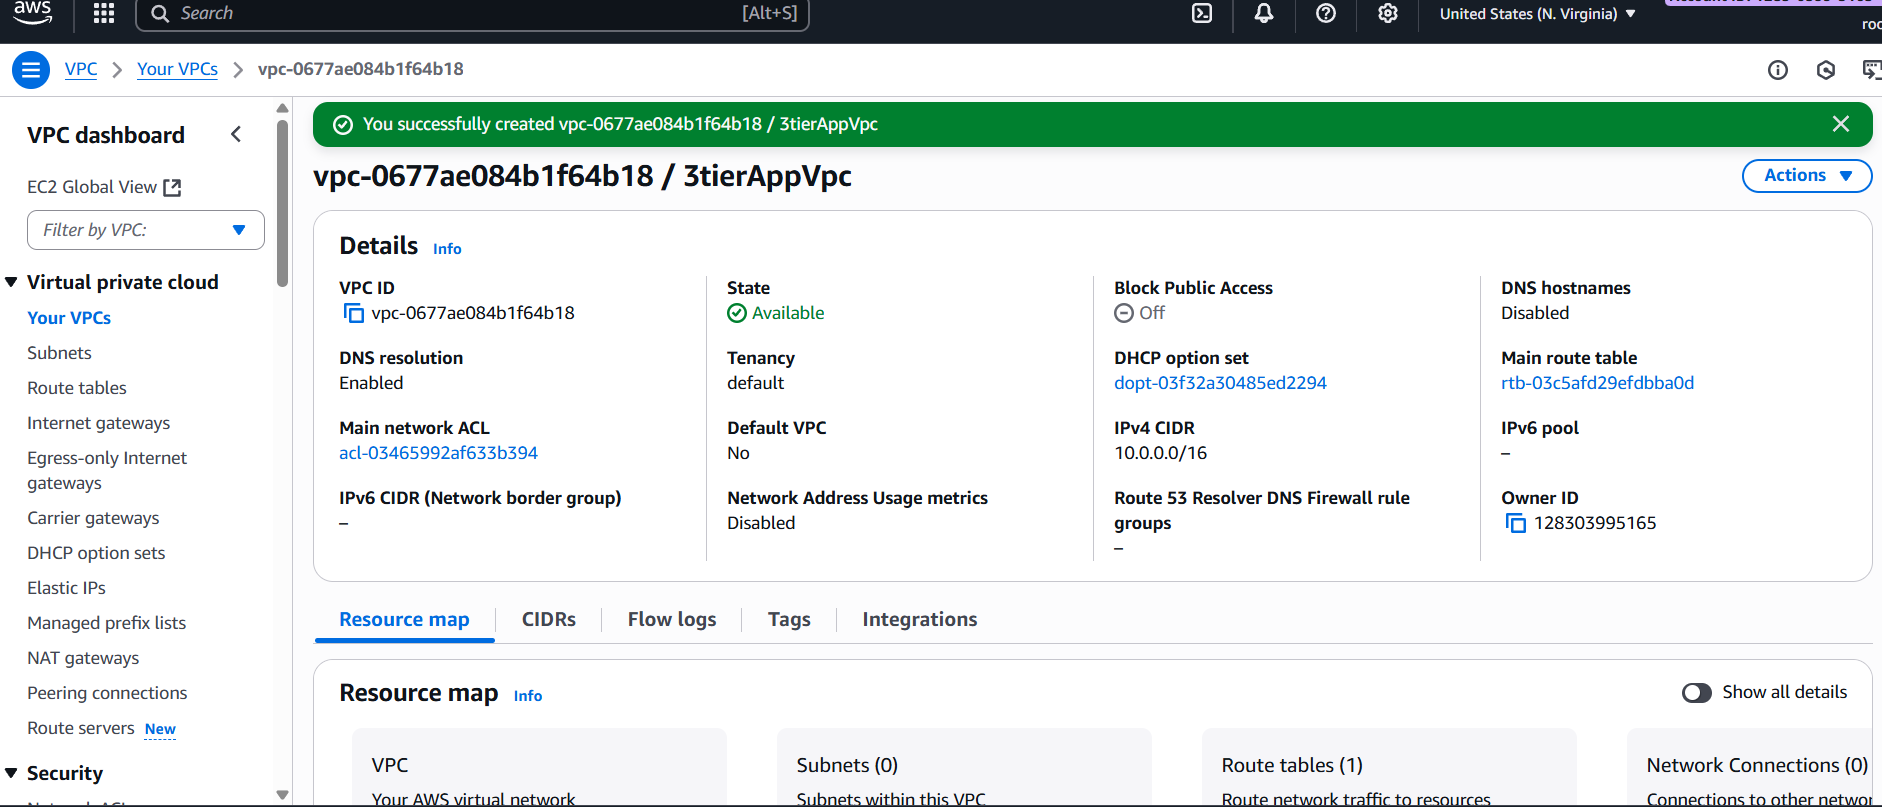 aws
Search
[Alt+S]
United States (N. Virginia)
VPC
Your VPCs
vpc-0677ae084b1f64b18
VPC dashboard
EC2 Global View
Filter by VPC:
Virtual private cloud
Your VPCs
Subnets
Route tables
Internet gateways
Egress-only Internet
gateways
Carrier gateways
DHCP option sets
Elastic IPs
Managed prefix lists
NAT gateways
Peering connections
Route servers New
Security
You successfully created vpc-0677ae084b1f64b18 / 3tierAppVpc
vpc-0677ae084b1f64b18 / 3tierAppVpc
Actions
Details Info
VPC ID
vpc-0677ae084b1f64b18
State
Available
Block Public Access
Off
DNS hostnames
Disabled
DNS resolution
Enabled
Tenancy
default
DHCP option set
dopt-03f32a30485ed2294
Main route table
rtb-03c5afd29efdbba0d
Main network ACL
acl-03465992af633b394
Default VPC
No
IPv4 CIDR
10.0.0.0/16
IPv6 pool
–
IPv6 CIDR (Network border group)
–
Network Address Usage metrics
Disabled
Route 53 Resolver DNS Firewall rule
groups
–
Owner ID
128303995165
Resource map
CIDRs
Flow logs
Tags
Integrations
Resource map Info
Show all details
VPC
Your AWS virtual network
Subnets (0)
Subnets within this VPC
Route tables (1)
Route network traffic to resources
Network Connections (0)
Connections to other